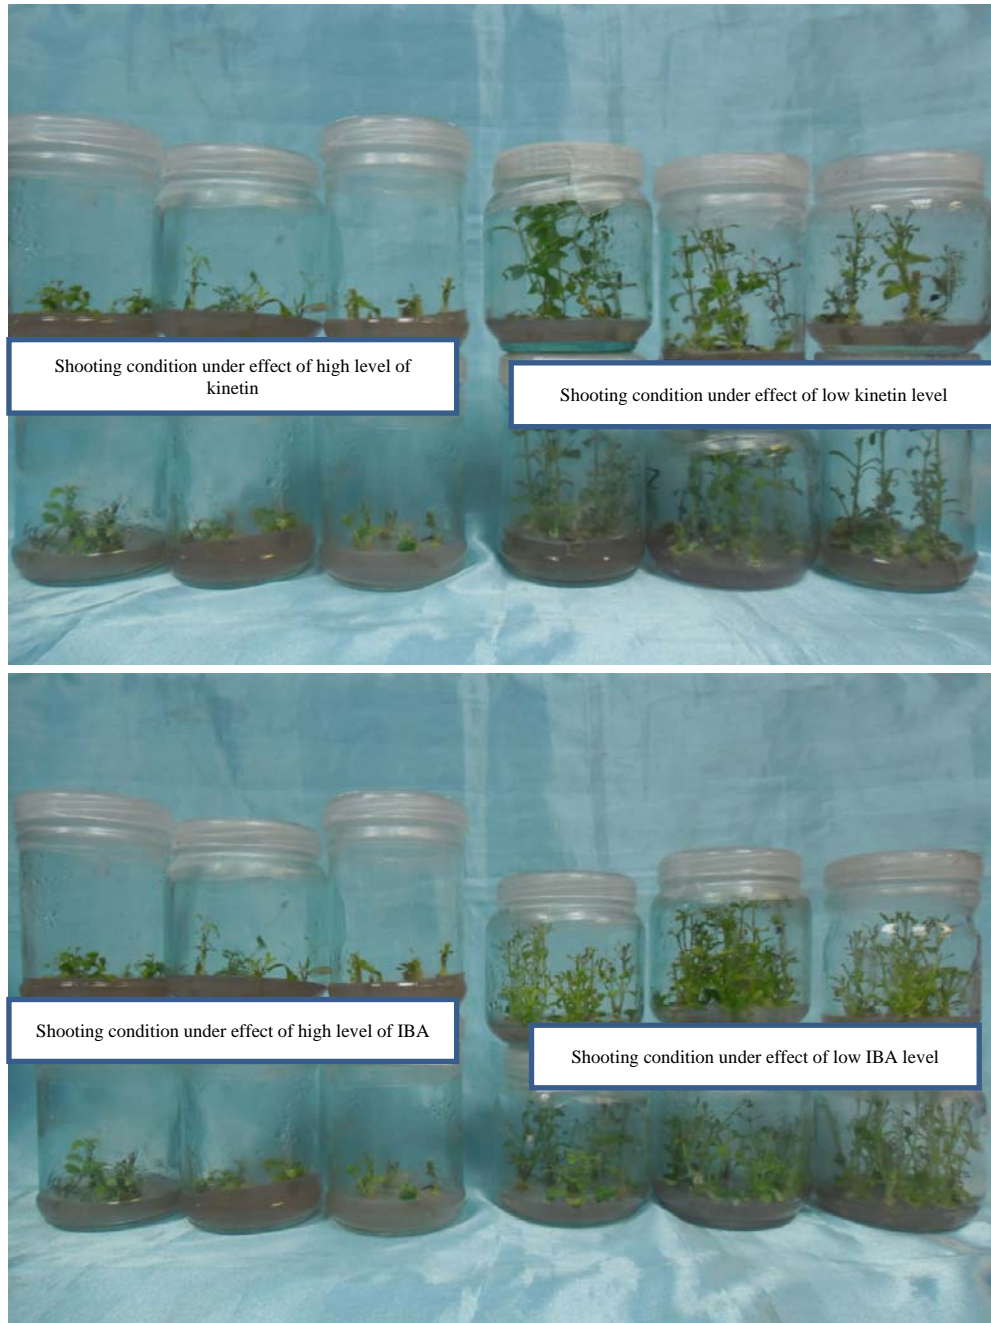 Shooting condition under effect of high level of
kinetin
Shooting condition under effect of low kinetin level
Shooting condition under effect of high level of IBA
Shooting condition under effect of low IBA level